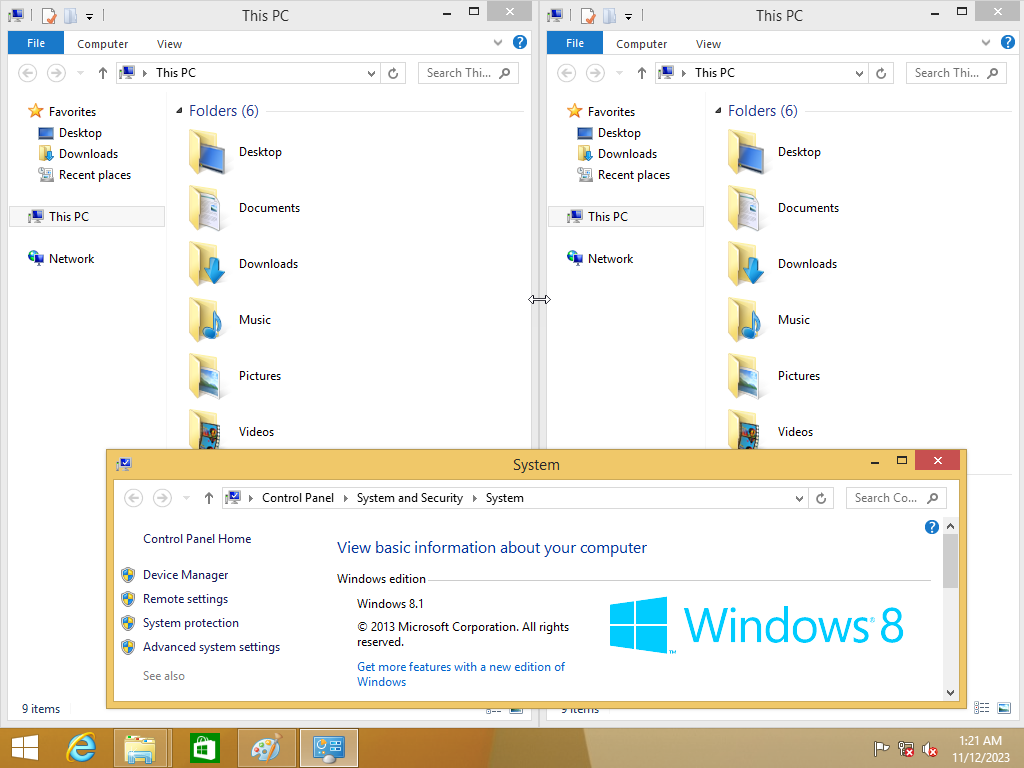 This PC
File
Computer
View
This PC
Search Thi...
Favorites
Desktop
Downloads
Recent places
This PC
Network
Folders (6)
Desktop
Documents
Downloads
Music
Pictures
Videos
9 items
This PC
File
Computer
View
This PC
Search Thi...
Favorites
Desktop
Downloads
Recent places
This PC
Network
Folders (6)
Desktop
Documents
Downloads
Music
Pictures
Videos
9 items
System
Control Panel
System and Security
System
Search Co...
Control Panel Home
Device Manager
Remote settings
System protection
Advanced system settings
See also
View basic information about your computer
Windows edition
Windows 8.1
© 2013 Microsoft Corporation. All rights
reserved.
Get more features with a new edition of
Windows
Windows® 8
1:21 AM
11/12/2023